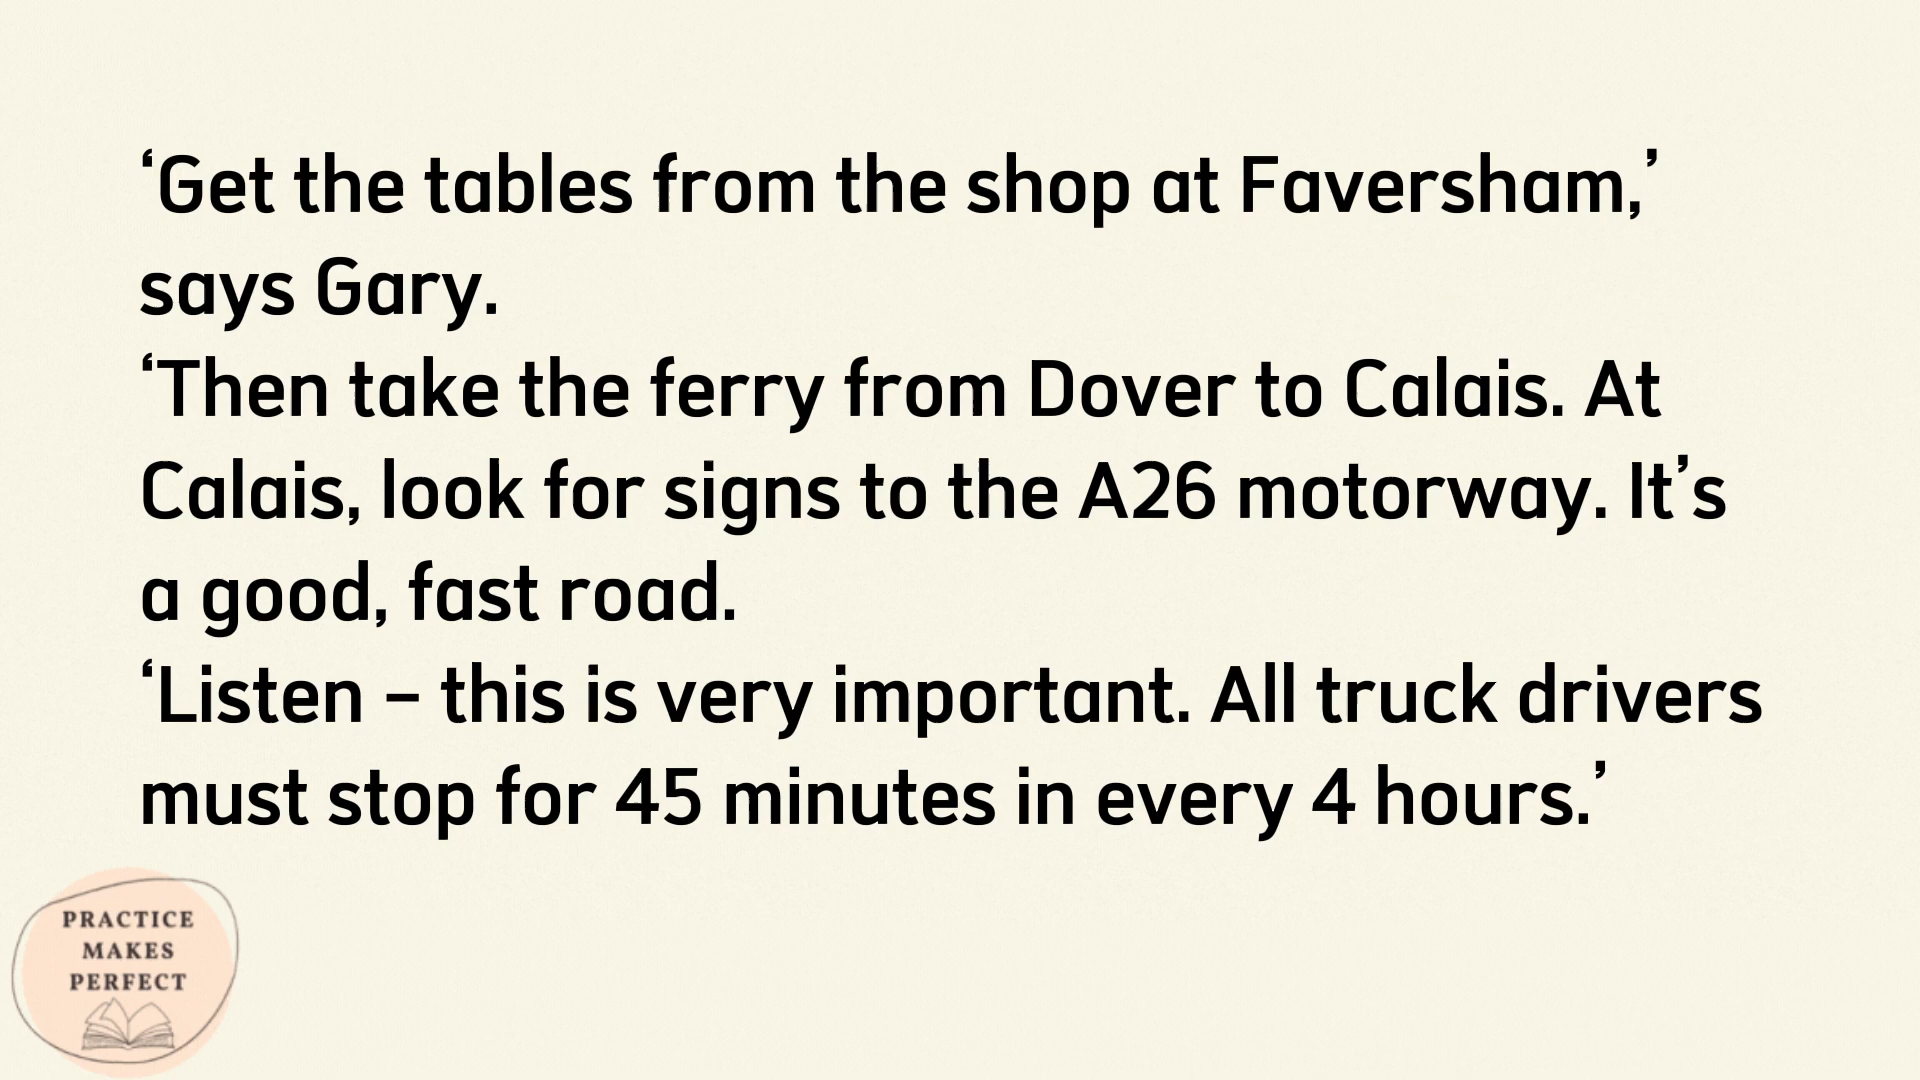 ‘Get the tables from the shop at Faversham,’
says Gary.
‘Then take the ferry from Dover to Calais. At
Calais, look for signs to the A26 motorway. It’s
a good, fast road.
‘Listen – this is very important. All truck drivers
must stop for 45 minutes in every 4 hours.’
PRACTICE
MAKES
PERFECT